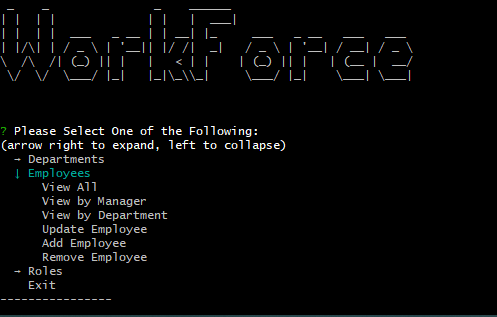 WorkForce
? Please Select One of the Following:
(arrow right to expand, left to collapse)
→ Departments
↓ Employees
View All
View by Manager
View by Department
Update Employee
Add Employee
Remove Employee
→ Roles
Exit
----------------